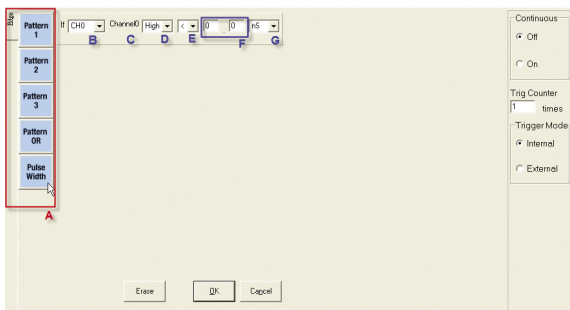 Pattern 1
If CH0 Channel0 High < 0 . 0 nS
B C D E F G
Pattern 2
Pattern 3
Pattern OR
Pulse Width
A
Erase OK Cancel
Continuous
Off
On
Trig Counter
1 times
Trigger Mode
Internal
External